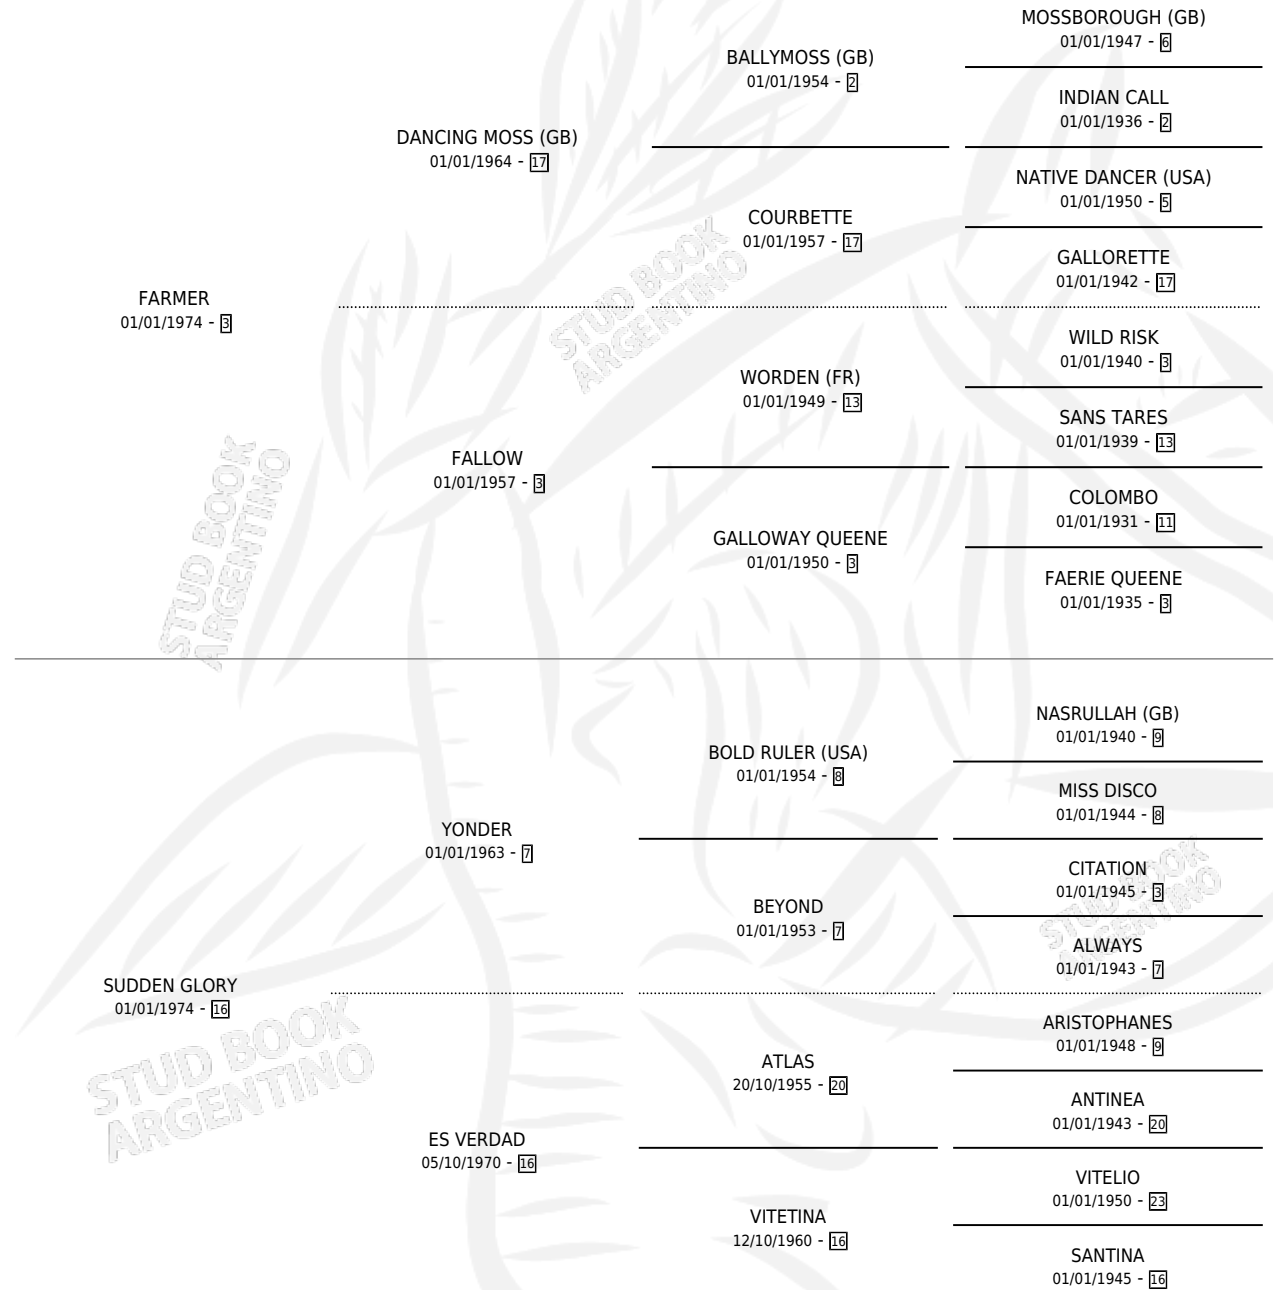 MOSSBOROUGH (GB)
01/01/1947 - 6
BALLYMOSS (GB)
01/01/1954 - 2
INDIAN CALL
01/01/1936 - 2
DANCING MOSS (GB)
01/01/1964 - 17
NATIVE DANCER (USA)
01/01/1950 - 5
COURBETTE
01/01/1957 - 17
GALLORETTE
01/01/1942 - 17
FARMER
01/01/1974 - 3
WILD RISK
01/01/1940 - 3
WORDEN (FR)
01/01/1949 - 13
SANS TARES
01/01/1939 - 13
FALLOW
01/01/1957 - 3
COLOMBO
01/01/1931 - 11
GALLOWAY QUEENE
01/01/1950 - 3
FAERIE QUEENE
01/01/1935 - 3
NASRULLAH (GB)
01/01/1940 - 9
BOLD RULER (USA)
01/01/1954 - 8
MISS DISCO
01/01/1944 - 8
YONDER
01/01/1963 - 7
CITATION
01/01/1945 - 3
BEYOND
01/01/1953 - 7
ALWAYS
01/01/1943 - 7
SUDDEN GLORY
01/01/1974 - 16
ARISTOPHANES
01/01/1948 - 9
ATLAS
20/10/1955 - 20
ANTINEA
01/01/1943 - 20
ES VERDAD
05/10/1970 - 16
VITELIO
01/01/1950 - 23
VITETINA
12/10/1960 - 16
SANTINA
01/01/1945 - 16
STUD BOOK
ARGENTINO
STUD BOOK
ARGENTINO
STUD BOOK
ARGENTINO
STUD BOOK
ARGENTINO